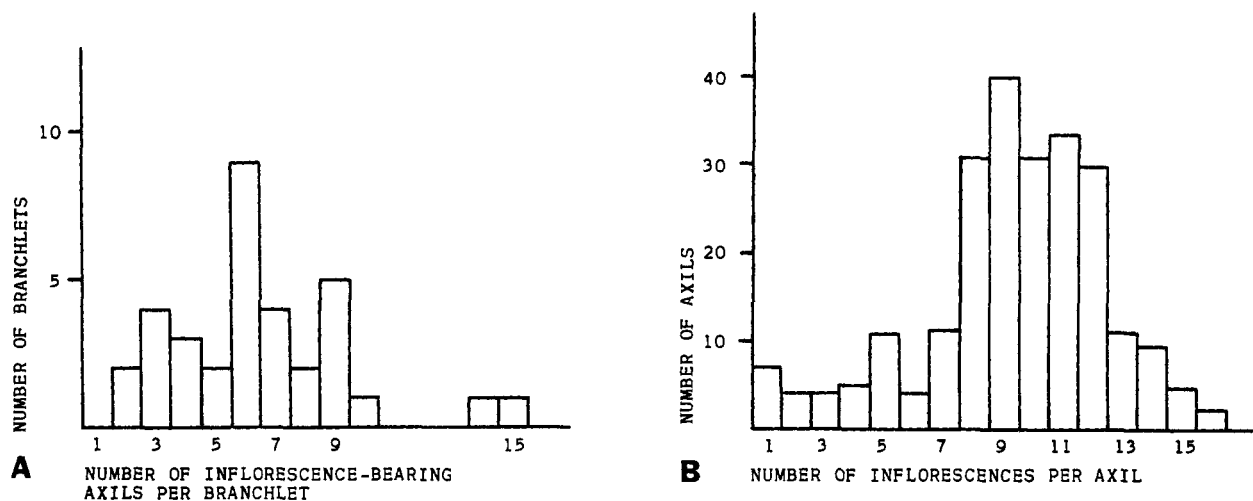 10
5
NUMBER OF BRANCHLETS
1 3 5 7 9 15
A
NUMBER OF INFLORESCENCE-BEARING
AXILS PER BRANCHLET
40
30
20
10
NUMBER OF AXILS
1 3 5 7 9 11 13 15
B
NUMBER OF INFLORESCENCES PER AXIL